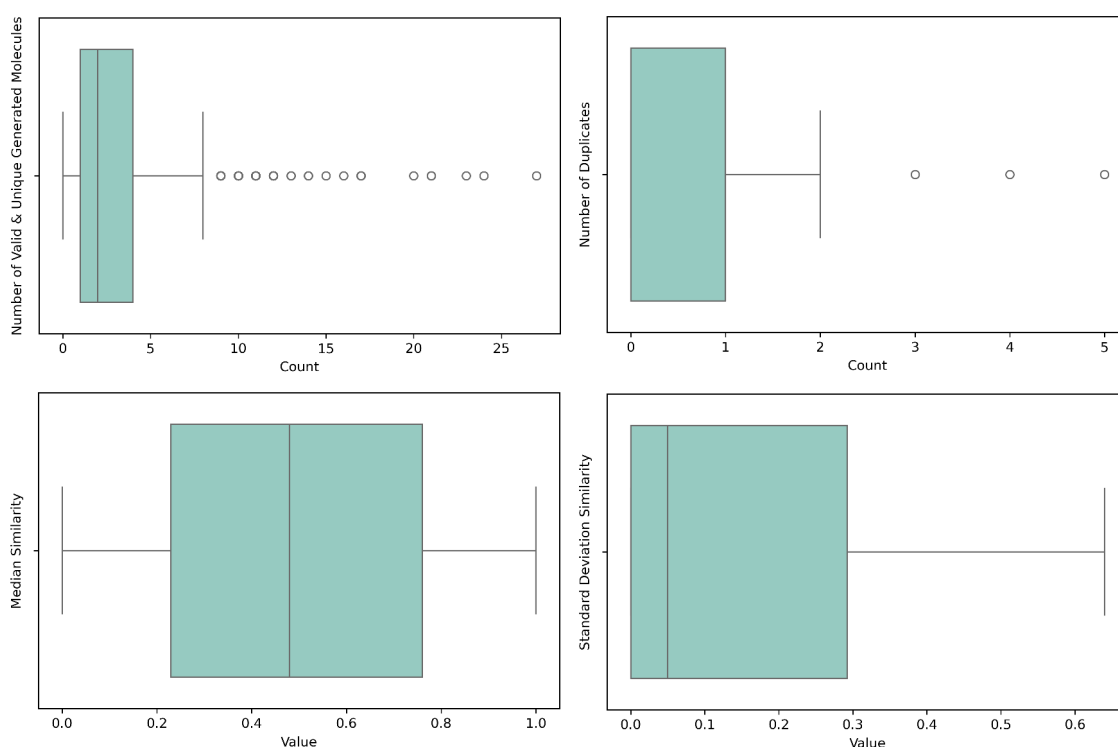 Number of Valid & Unique Generated Molecules
0 5 10 15 20 25
Count
Number of Duplicates
0 1 2 3 4 5
Count
Median Similarity
0.0 0.2 0.4 0.6 0.8 1.0
Value
Standard Deviation Similarity
0.0 0.1 0.2 0.3 0.4 0.5 0.6
Value